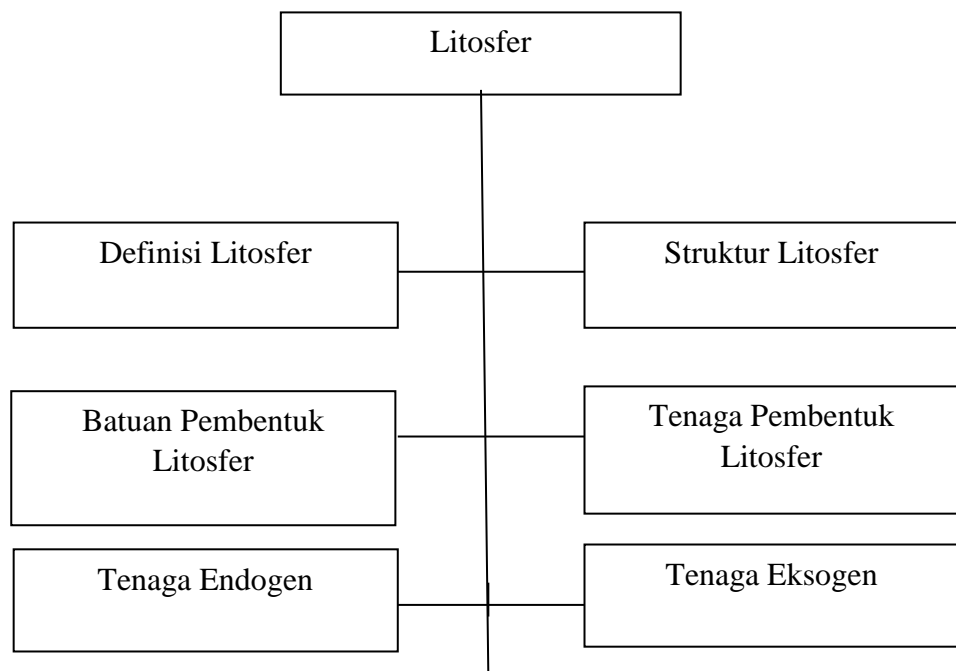 Litosfer
Definisi Litosfer
Struktur Litosfer
Batuan Pembentuk
Litosfer
Tenaga Pembentuk
Litosfer
Tenaga Endogen
Tenaga Eksogen